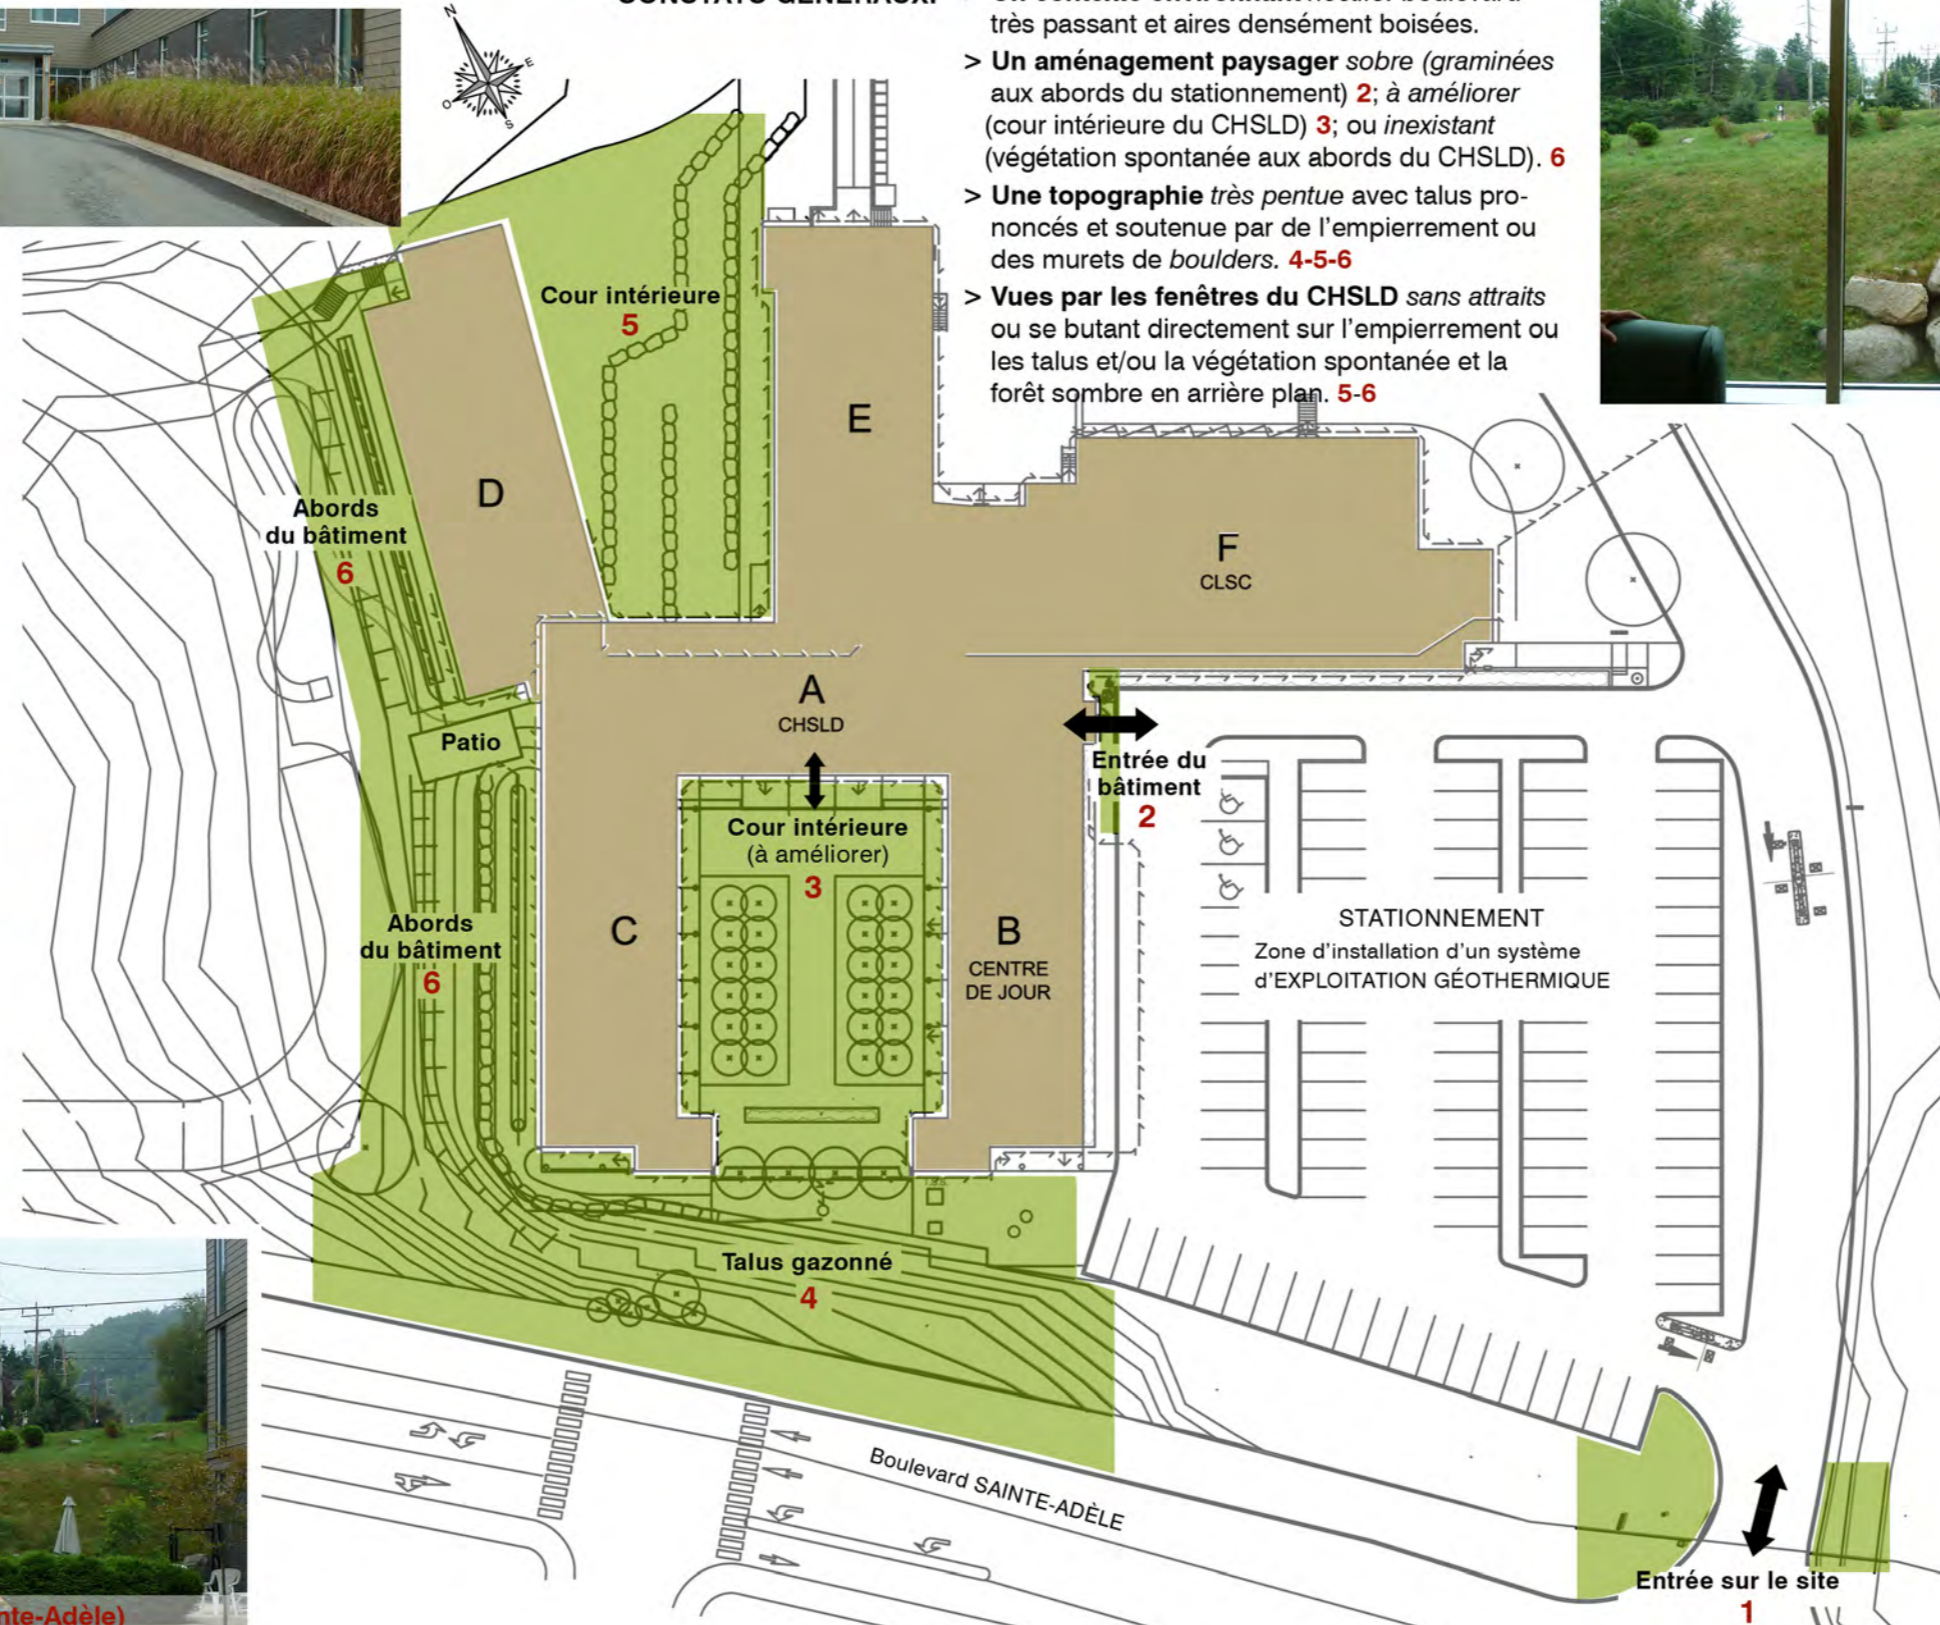 CONSTATS GÉNÉRAUX:
très passant et aires densément boisées.
> Un aménagement paysager sobre (graminées
aux abords du stationnement) 2; à améliorer
(cour intérieure du CHSLD) 3; ou inexistant
(végétation spontanée aux abords du CHSLD). 6
> Une topographie très pentue avec talus pro-
noncés et soutenue par de l'empierrement ou
des murets de boulders. 4-5-6
> Vues par les fenêtres du CHSLD sans attraits
ou se butant directement sur l'empierrement ou
les talus et/ou la végétation spontanée et la
forêt sombre en arrière plan. 5-6
N
E
O
S
Cour intérieure
5
E
D
Abords
du bâtiment
6
F
CLSC
A
CHSLD
Patio
Entrée du
bâtiment
2
Cour intérieure
(à améliorer)
3
Abords
du bâtiment
6
C
B
CENTRE
DE JOUR
STATIONNEMENT
Zone d'installation d'un système
d'EXPLOITATION GÉOTHERMIQUE
Talus gazonné
4
Boulevard SAINTE-ADÈLE
Entrée sur le site
1
nte-Adèle)